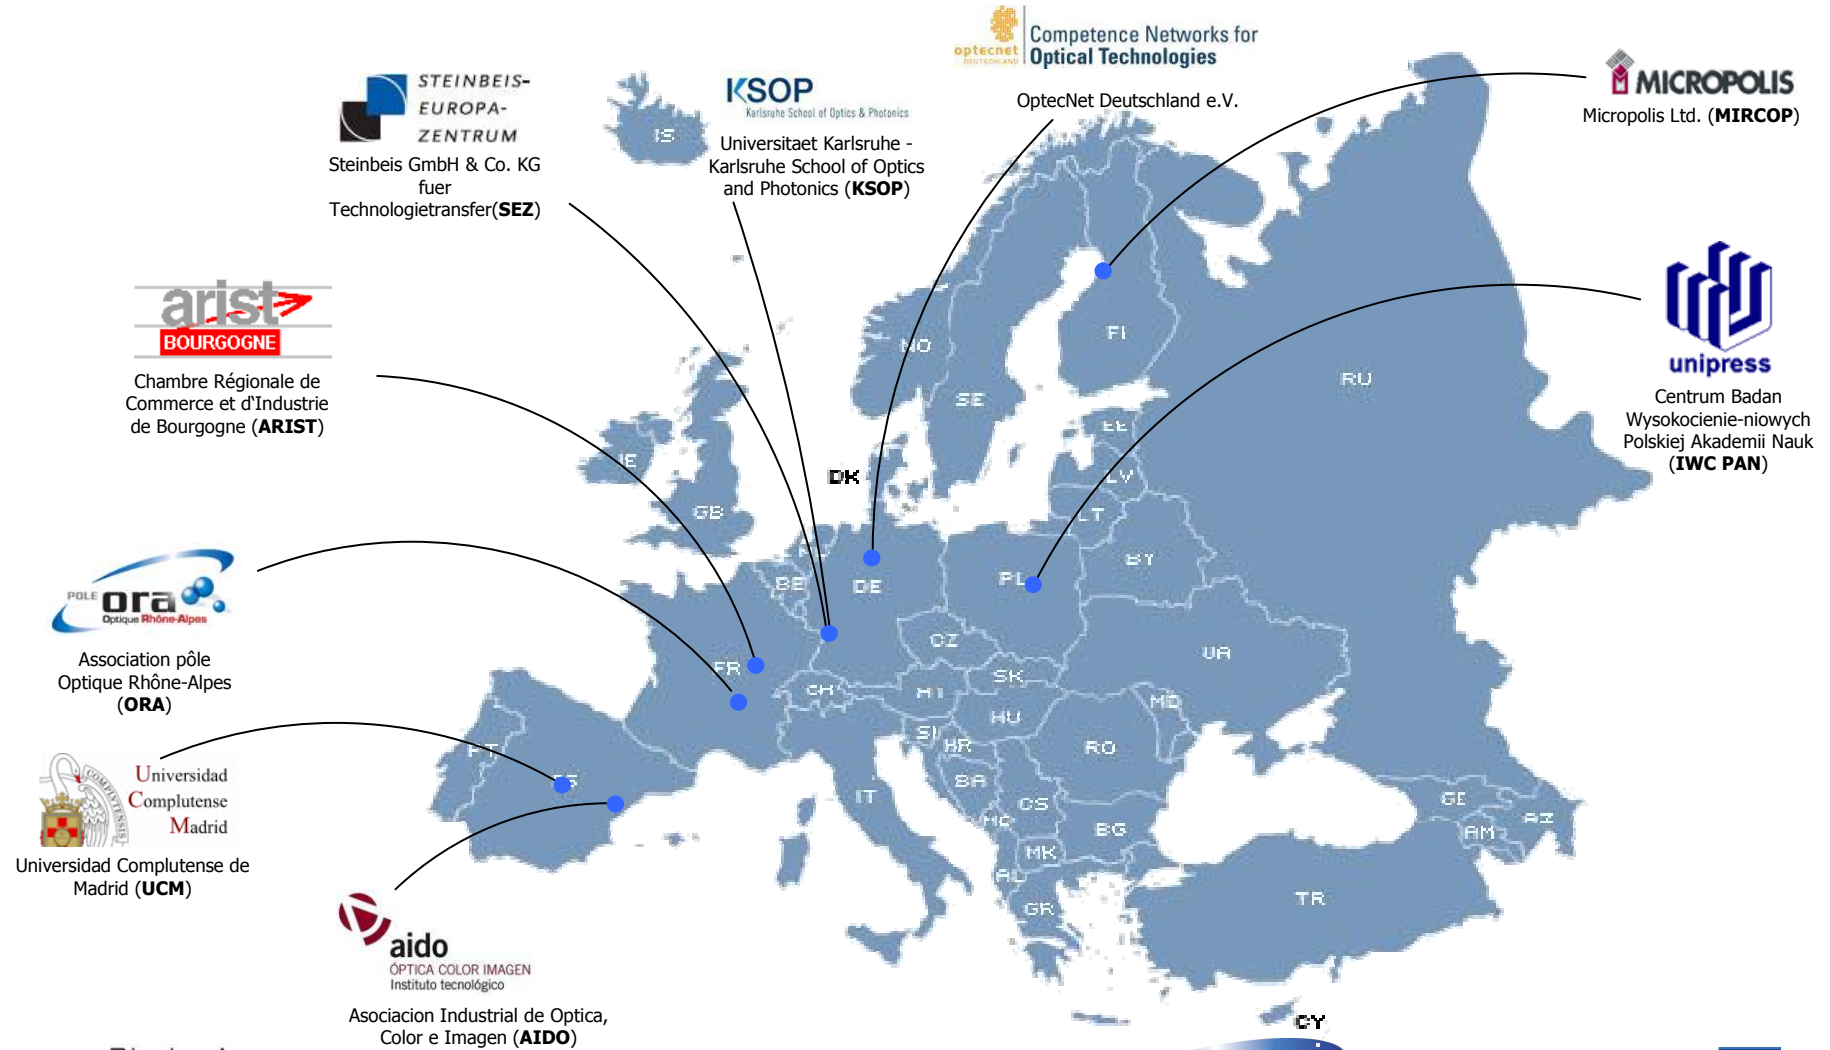 optecnet
DEUTSCHLAND
Competence Networks for
Optical Technologies
OptecNet Deutschland e.V.
MICROPOLIS
Micropolis Ltd. (MIRCOP)
STEINBEIS-
EUROPA-
ZENTRUM
Steinbeis GmbH & Co. KG
fuer
Technologietransfer(SEZ)
KSOP
Karlsruhe School of Optics & Photonics
Universitaet Karlsruhe -
Karlsruhe School of Optics
and Photonics (KSOP)
unipress
Centrum Badan
Wysokocienie-niowych
Polskiej Akademii Nauk
(IWC PAN)
arist
BOURGOGNE
Chambre Régionale de
Commerce et d'Industrie
de Bourgogne (ARIST)
POLE ora
Optique Rhône-Alpes
Association pôle
Optique Rhône-Alpes
(ORA)
Universidad
Complutense
Madrid
Universidad Complutense de
Madrid (UCM)
aido
ÓPTICA COLOR IMAGEN
Instituto tecnológico
Asociacion Industrial de Optica,
Color e Imagen (AIDO)
IS
NO
SE
FI
RU
EE
LV
LT
IE
GB
DK
BE
DE
PL
BY
CZ
UA
FR
SK
CH
HU
MD
SI
HR
RO
PT
BA
IT
CS
BG
GE
AM
AZ
MK
AL
GR
TR
CY